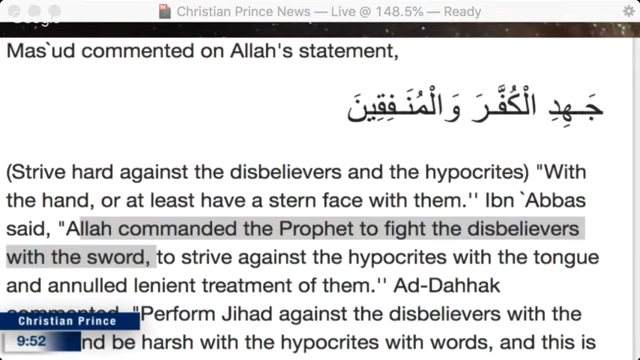 Christian Prince News — Live @ 148.5% — Ready
Mas`ud commented on Allah's statement,
جَـهِدِ الْكُفَّـرَ وَالْمُنَـفِقِينَ
(Strive hard against the disbelievers and the hypocrites) "With
the hand, or at least have a stern face with them.'' Ibn `Abbas
said, "Allah commanded the Prophet to fight the disbelievers
with the sword, to strive against the hypocrites with the tongue
and annulled lenient treatment of them.'' Ad-Dahhak
commented, "Perform Jihad against the disbelievers with the
Christian Prince
9:52
nd be harsh with the hypocrites with words, and this is